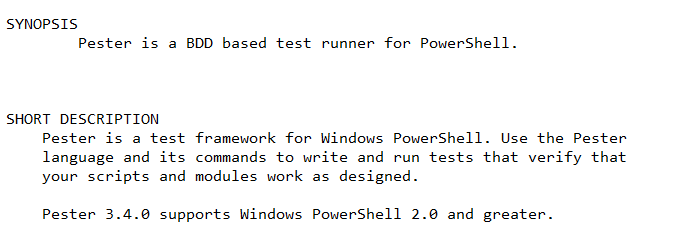 SYNOPSIS
Pester is a BDD based test runner for PowerShell.
SHORT DESCRIPTION
Pester is a test framework for Windows PowerShell. Use the Pester
language and its commands to write and run tests that verify that
your scripts and modules work as designed.
Pester 3.4.0 supports Windows PowerShell 2.0 and greater.